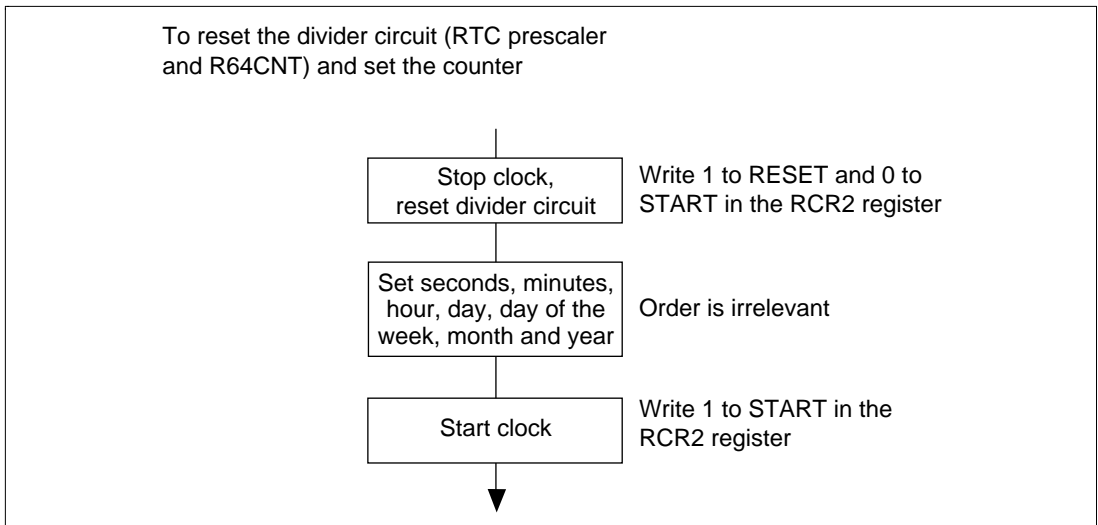 To reset the divider circuit (RTC prescaler
and R64CNT) and set the counter
Stop clock,
reset divider circuit
Write 1 to RESET and 0 to
START in the RCR2 register
Set seconds, minutes,
hour, day, day of the
week, month and year
Order is irrelevant
Start clock
Write 1 to START in the
RCR2 register